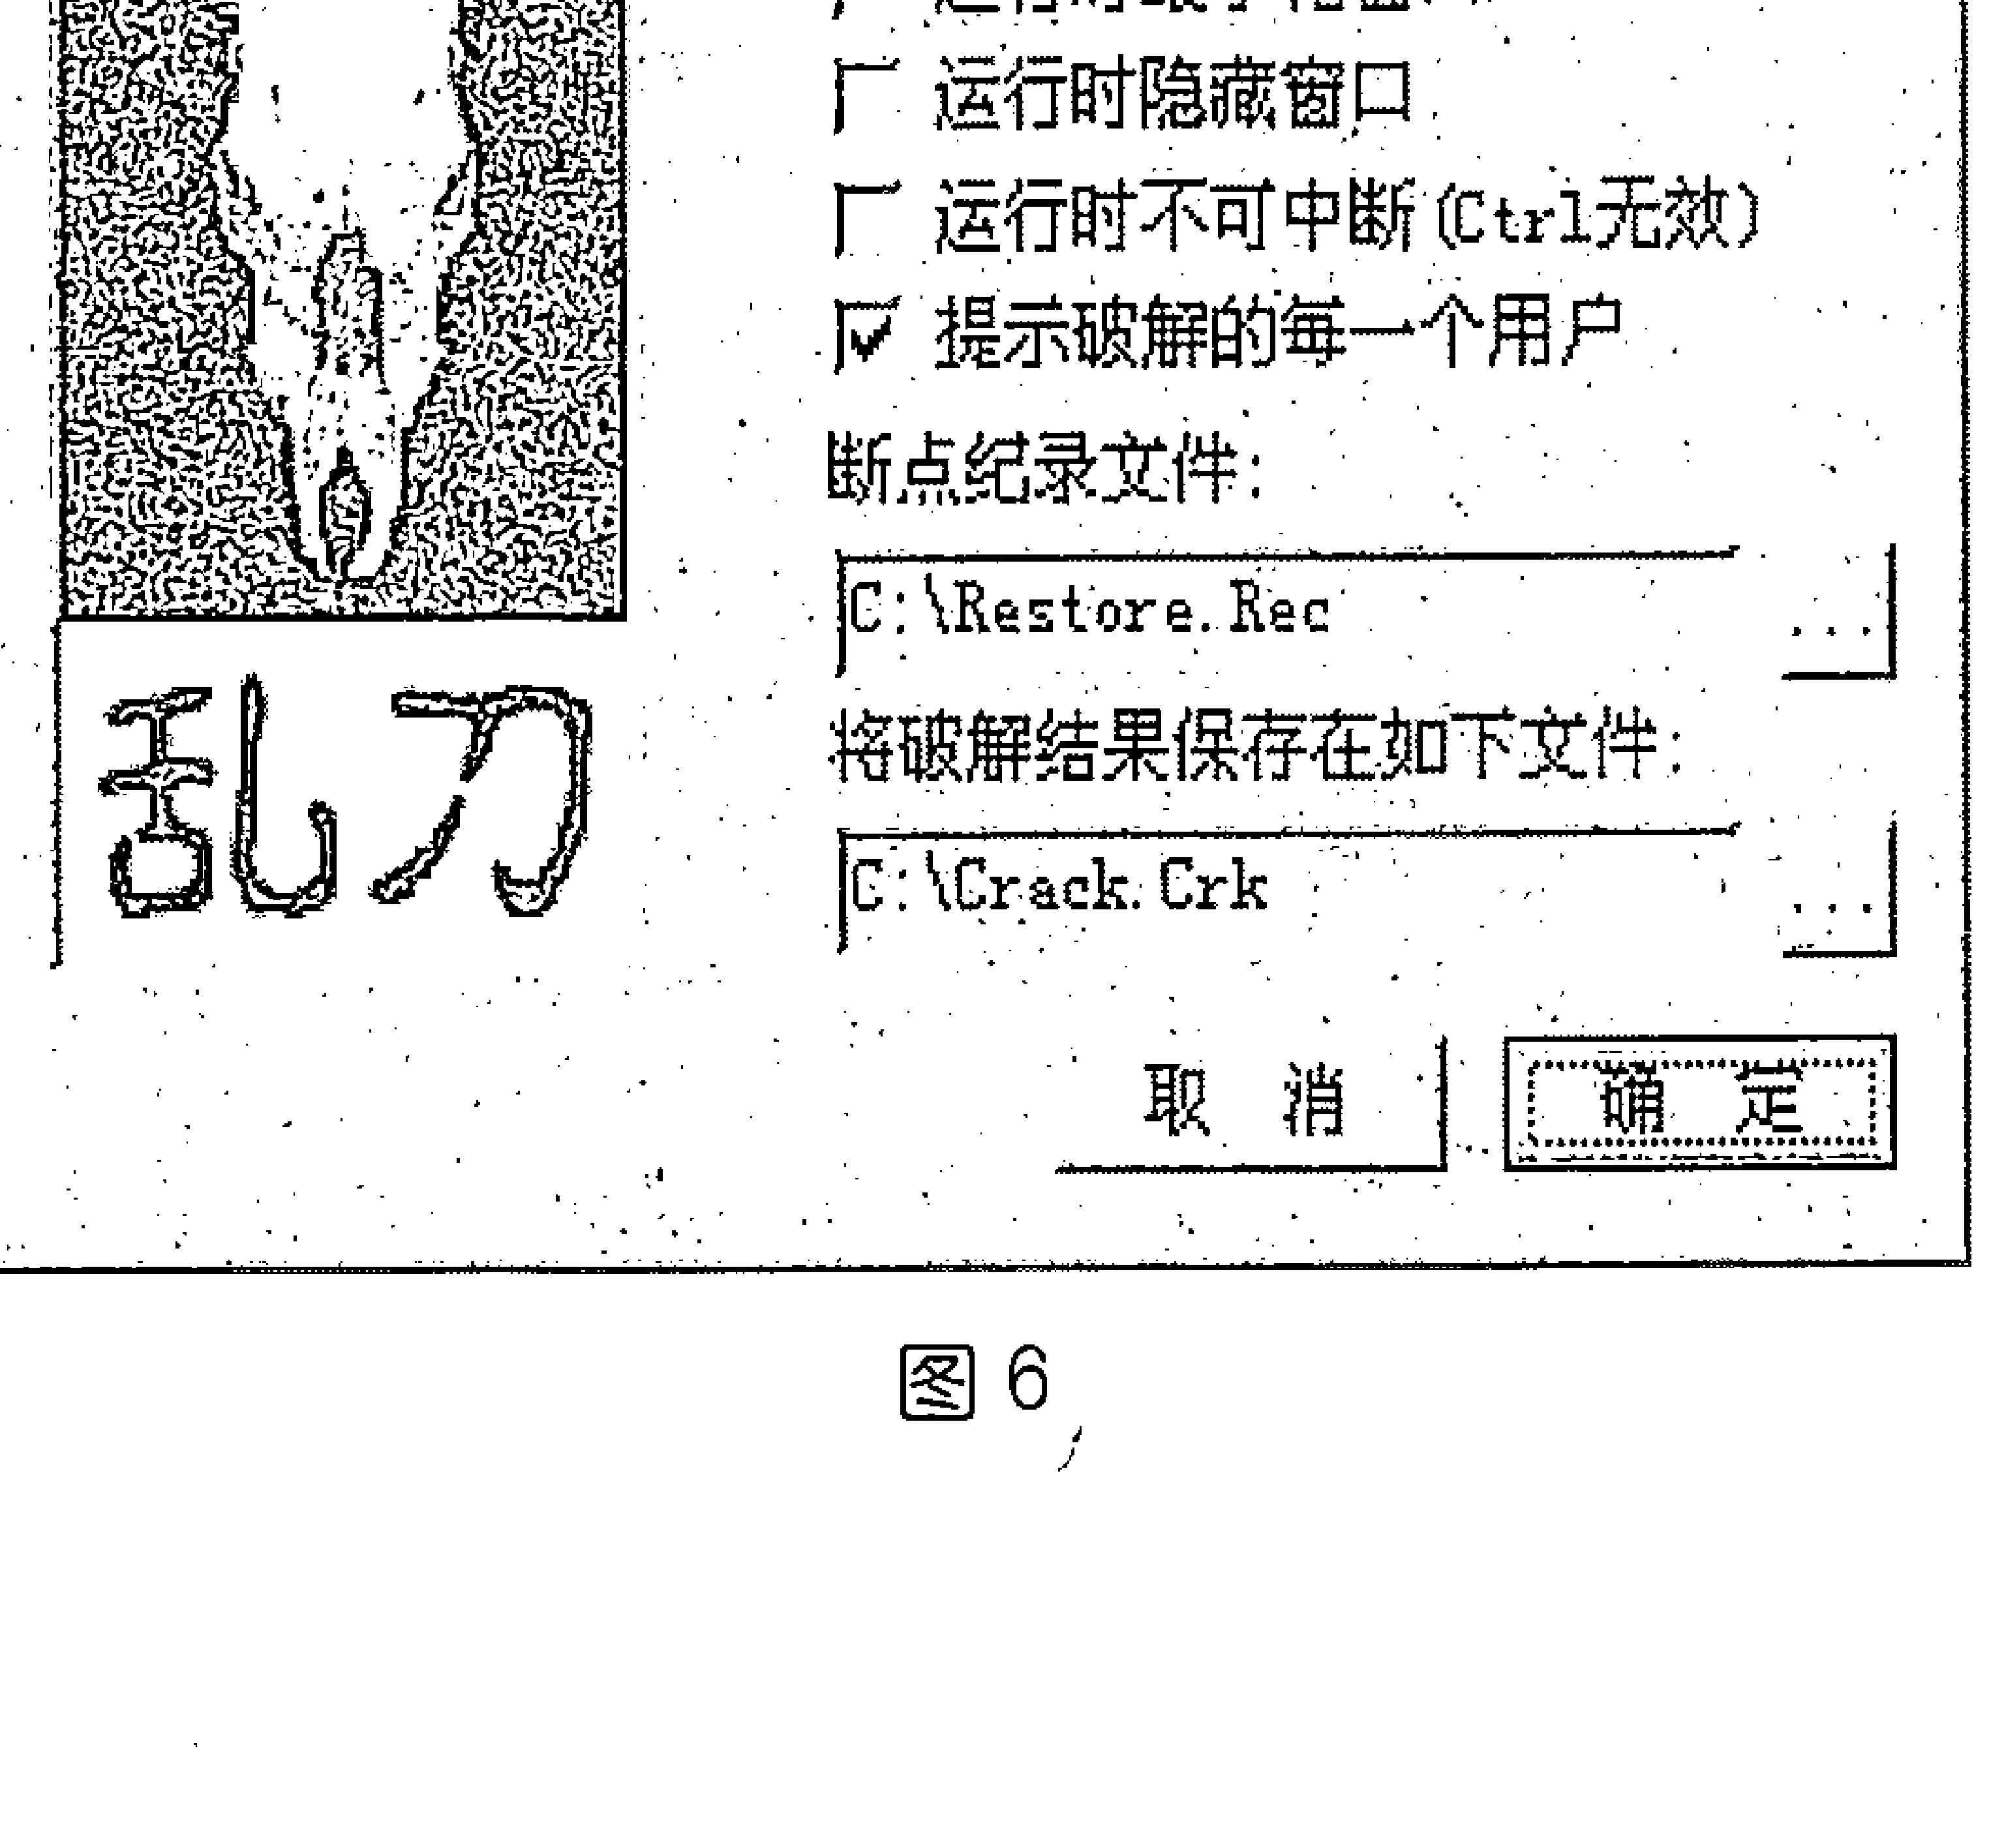 运行时隐藏窗口
运行时不可中断(Ctrl无效)
提示破解的每一个用户
断点纪录文件:
C:\Restore.Rec
...
将破解结果保存在如下文件:
C:\Crack.Crk
...
乱刀
取 消
确 定
图 6